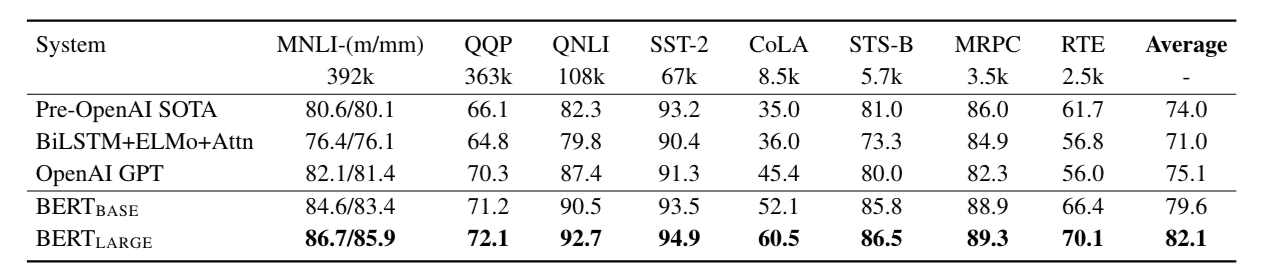 System MNLI-(m/mm) QQP QNLI SST-2 CoLA STS-B MRPC RTE Average
392k 363k 108k 67k 8.5k 5.7k 3.5k 2.5k -
Pre-OpenAI SOTA 80.6/80.1 66.1 82.3 93.2 35.0 81.0 86.0 61.7 74.0
BiLSTM+ELMo+Attn 76.4/76.1 64.8 79.8 90.4 36.0 73.3 84.9 56.8 71.0
OpenAI GPT 82.1/81.4 70.3 87.4 91.3 45.4 80.0 82.3 56.0 75.1
BERTBASE 84.6/83.4 71.2 90.5 93.5 52.1 85.8 88.9 66.4 79.6
BERTLARGE 86.7/85.9 72.1 92.7 94.9 60.5 86.5 89.3 70.1 82.1